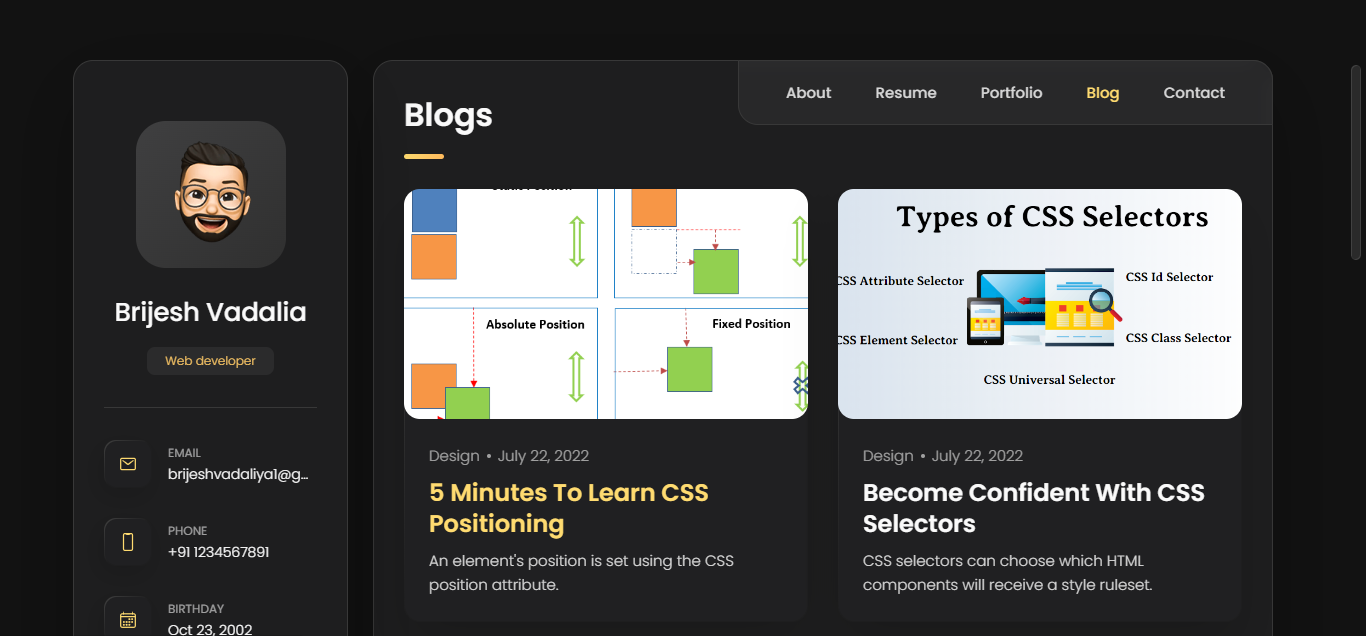 Brijesh Vadalia
Web developer
EMAIL
brijeshvadaliya1@g...
PHONE
+91 1234567891
BIRTHDAY
Oct 23, 2002
About Resume Portfolio Blog Contact
Blogs
Absolute Position
Fixed Position
Design • July 22, 2022
5 Minutes To Learn CSS
Positioning
An element's position is set using the CSS
position attribute.
Types of CSS Selectors
CSS Attribute Selector
CSS Id Selector
CSS Element Selector
CSS Class Selector
CSS Universal Selector
Design • July 22, 2022
Become Confident With CSS
Selectors
CSS selectors can choose which HTML
components will receive a style ruleset.